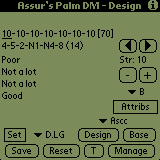 Assur's Palm DM - Design
10-10-10-10-10-10 [70]
4-5-2-N1-N4-8 (14)
Poor Str: 10
Not a lot
Not a lot
Good B
Attribs
Ascc
Set D.LG Design Base
Save Reset T Manage